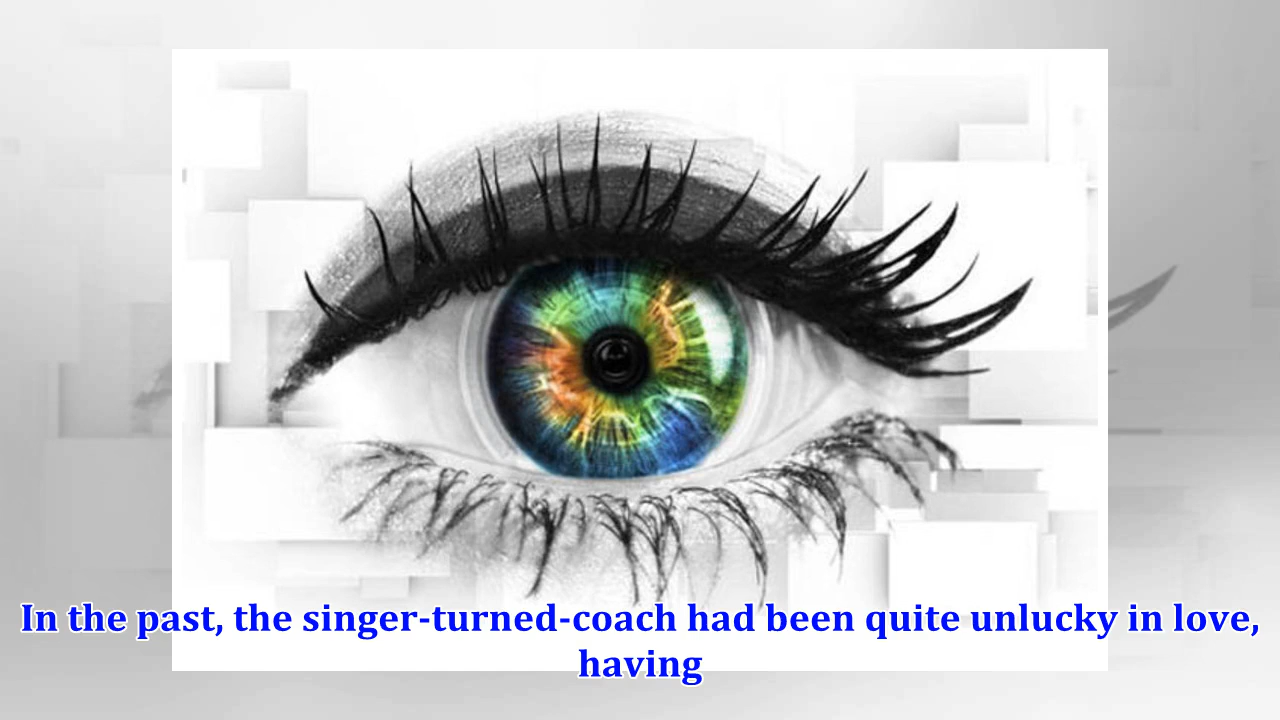 In the past, the singer-turned-coach had been quite unlucky in love,
having